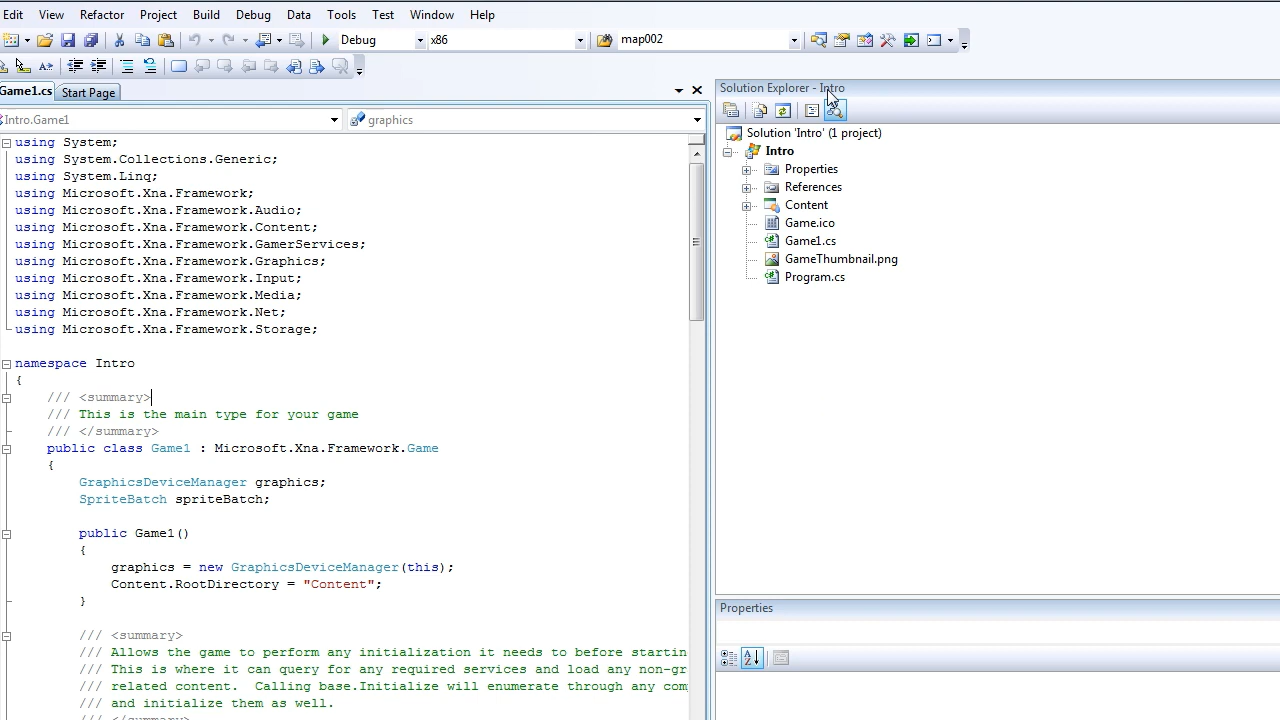 Edit View Refactor Project Build Debug Data Tools Test Window Help
Debug x86 map002
Game1.cs Start Page
Intro.Game1 graphics
using System;
using System.Collections.Generic;
using System.Linq;
using Microsoft.Xna.Framework;
using Microsoft.Xna.Framework.Audio;
using Microsoft.Xna.Framework.Content;
using Microsoft.Xna.Framework.GamerServices;
using Microsoft.Xna.Framework.Graphics;
using Microsoft.Xna.Framework.Input;
using Microsoft.Xna.Framework.Media;
using Microsoft.Xna.Framework.Net;
using Microsoft.Xna.Framework.Storage;
namespace Intro
{
/// <summary>
/// This is the main type for your game
/// </summary>
public class Game1 : Microsoft.Xna.Framework.Game
{
GraphicsDeviceManager graphics;
SpriteBatch spriteBatch;
public Game1()
{
graphics = new GraphicsDeviceManager(this);
Content.RootDirectory = "Content";
}
/// <summary>
/// Allows the game to perform any initialization it needs to before startin
/// This is where it can query for any required services and load any non-gr
/// related content.  Calling base.Initialize will enumerate through any com
/// and initialize them as well.
/// </summary>
Solution Explorer - Intro
Solution 'Intro' (1 project)
Intro
Properties
References
Content
Game.ico
Game1.cs
GameThumbnail.png
Program.cs
Properties